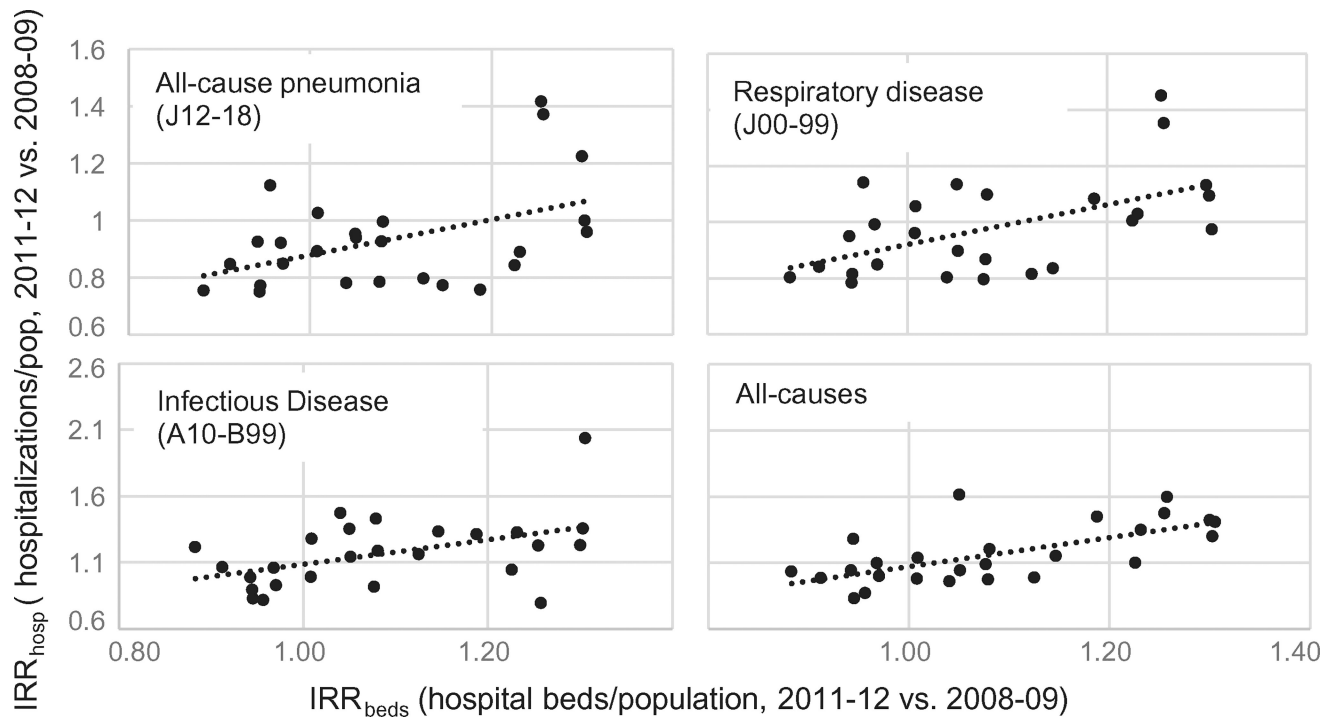 IRRhosp ( hospitalizations/pop, 2011-12 vs. 2008-09)
1.6
1.4
1.2
1
0.8
0.6
All-cause pneumonia
(J12-18)
Respiratory disease
(J00-99)
2.6
2.1
1.6
1.1
0.6
Infectious Disease
(A10-B99)
All-causes
0.80
1.00
1.20
1.00
1.20
1.40
IRRbeds (hospital beds/population, 2011-12 vs. 2008-09)